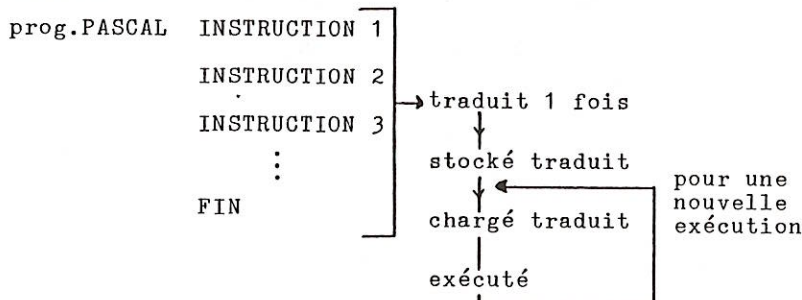 prog.PASCAL INSTRUCTION 1
INSTRUCTION 2
INSTRUCTION 3
⋮
FIN
traduit 1 fois
stocké traduit
chargé traduit
exécuté
pour une
nouvelle
exécution